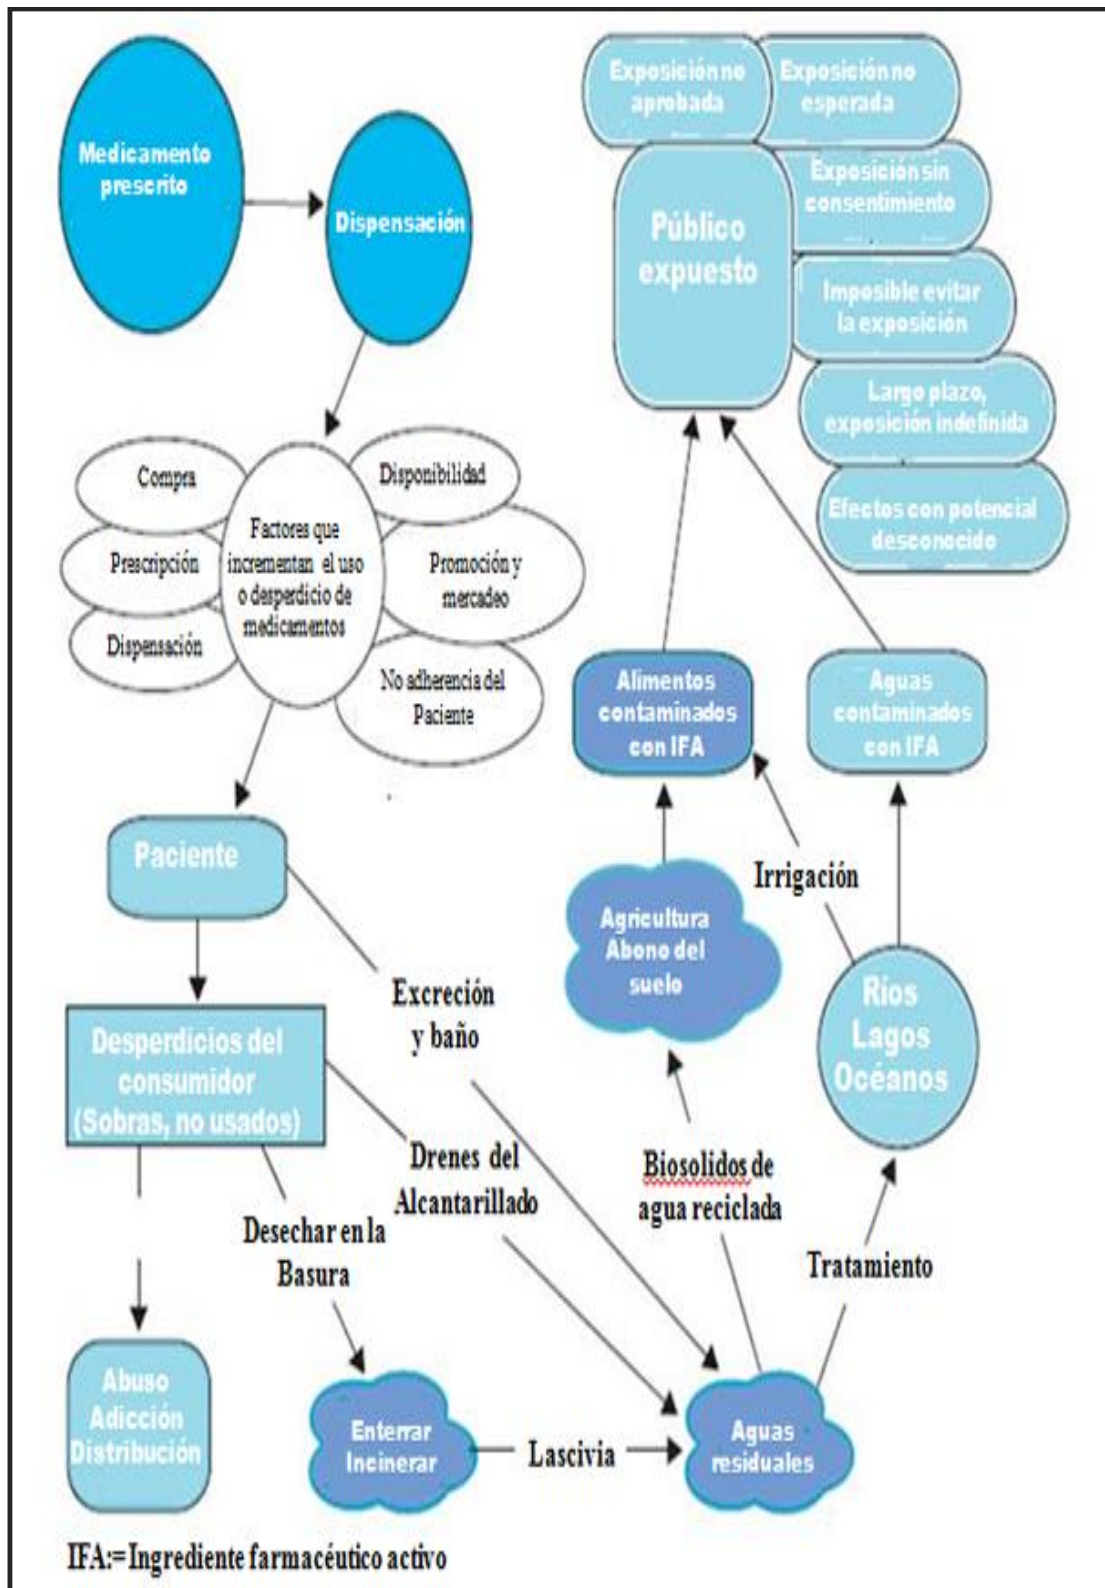 Medicamento
prescrito
Dispensación
Exposición no
aprobada
Exposición no
esperada
Exposición sin
consentimiento
Público
expuesto
Imposible evitar
la exposición
Largo plazo,
exposición indefinida
Efectos con potencial
desconocido
Compra
Disponibilidad
Prescripción
Factores que
incrementan el uso
o desperdicio de
medicamentos
Promoción y
mercadeo
Dispensación
No adherencia del
Paciente
Alimentos
contaminados
con IFA
Aguas
contaminados
con IFA
Paciente
Irrigación
Agricultura
Abono del
suelo
Excreción
y baño
Ríos
Lagos
Océanos
Desperdicios del
consumidor
(Sobras, no usados)
Drenes del
Alcantarillado
Biosolidos de
agua reciclada
Desechar en la
Basura
Tratamiento
Abuso
Adicción
Distribución
Enterrar
Incinerar
Lascivia
Aguas
residuales
IFA:=Ingrediente farmacéutico activo